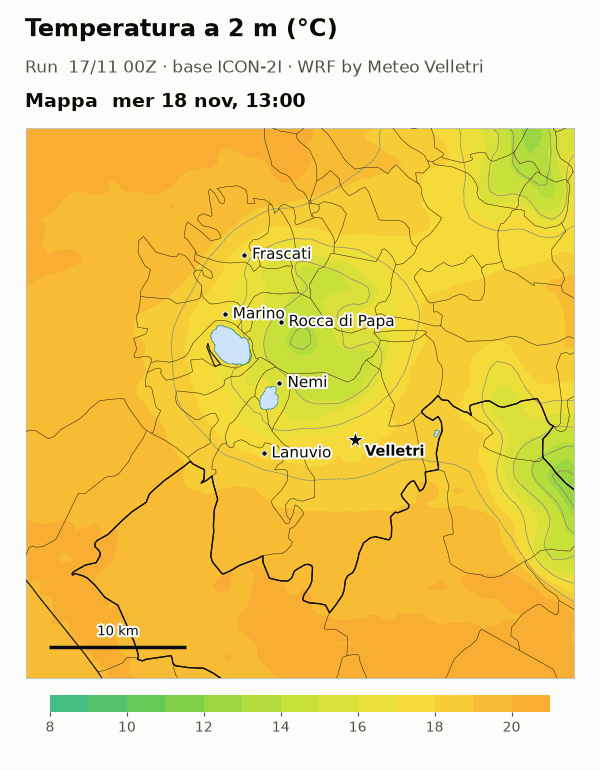 Temperatura a 2 m (°C)
Run  17/11 00Z · base ICON-2I · WRF by Meteo Velletri
Mappa  mer 18 nov, 13:00
Frascati
Marino
Rocca di Papa
Nemi
Velletri
Lanuvio
10 km
8 10 12 14 16 18 20